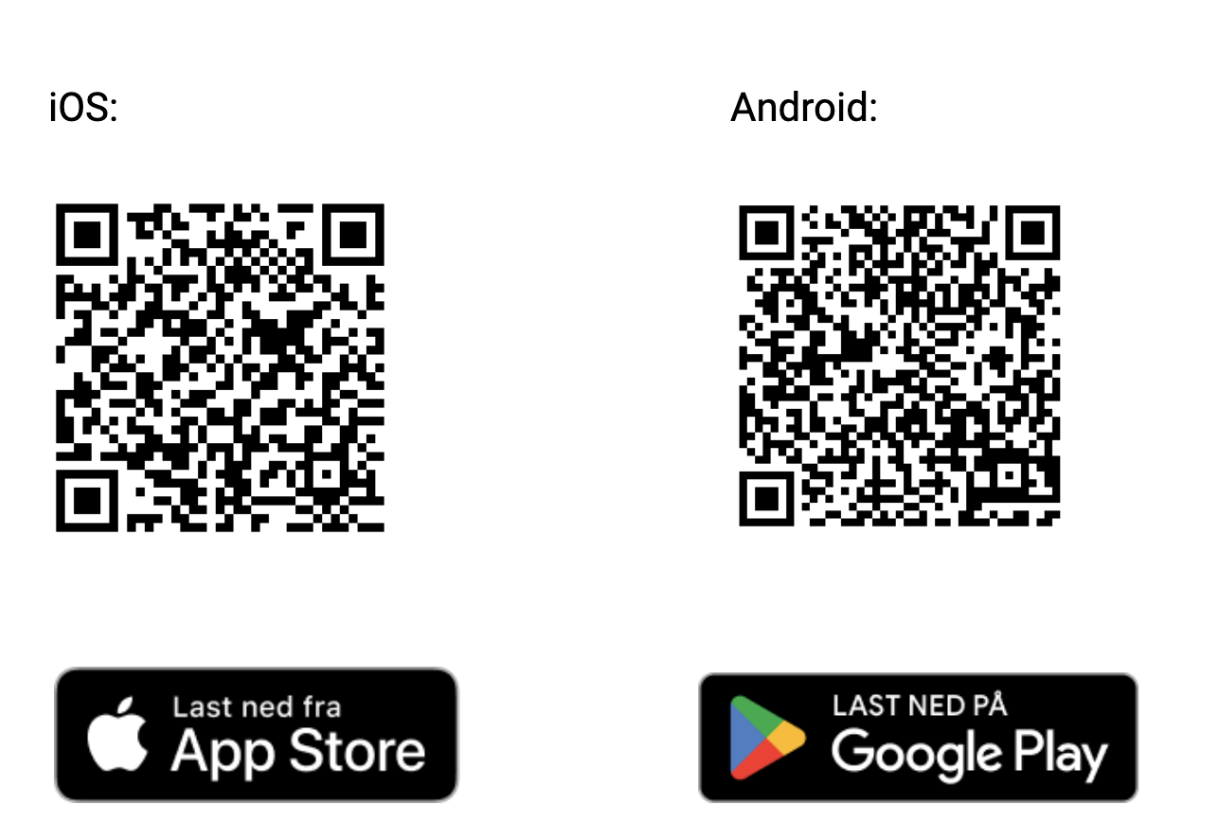 iOS:
Android:
Last ned fra
App Store
LAST NED PÅ
Google Play